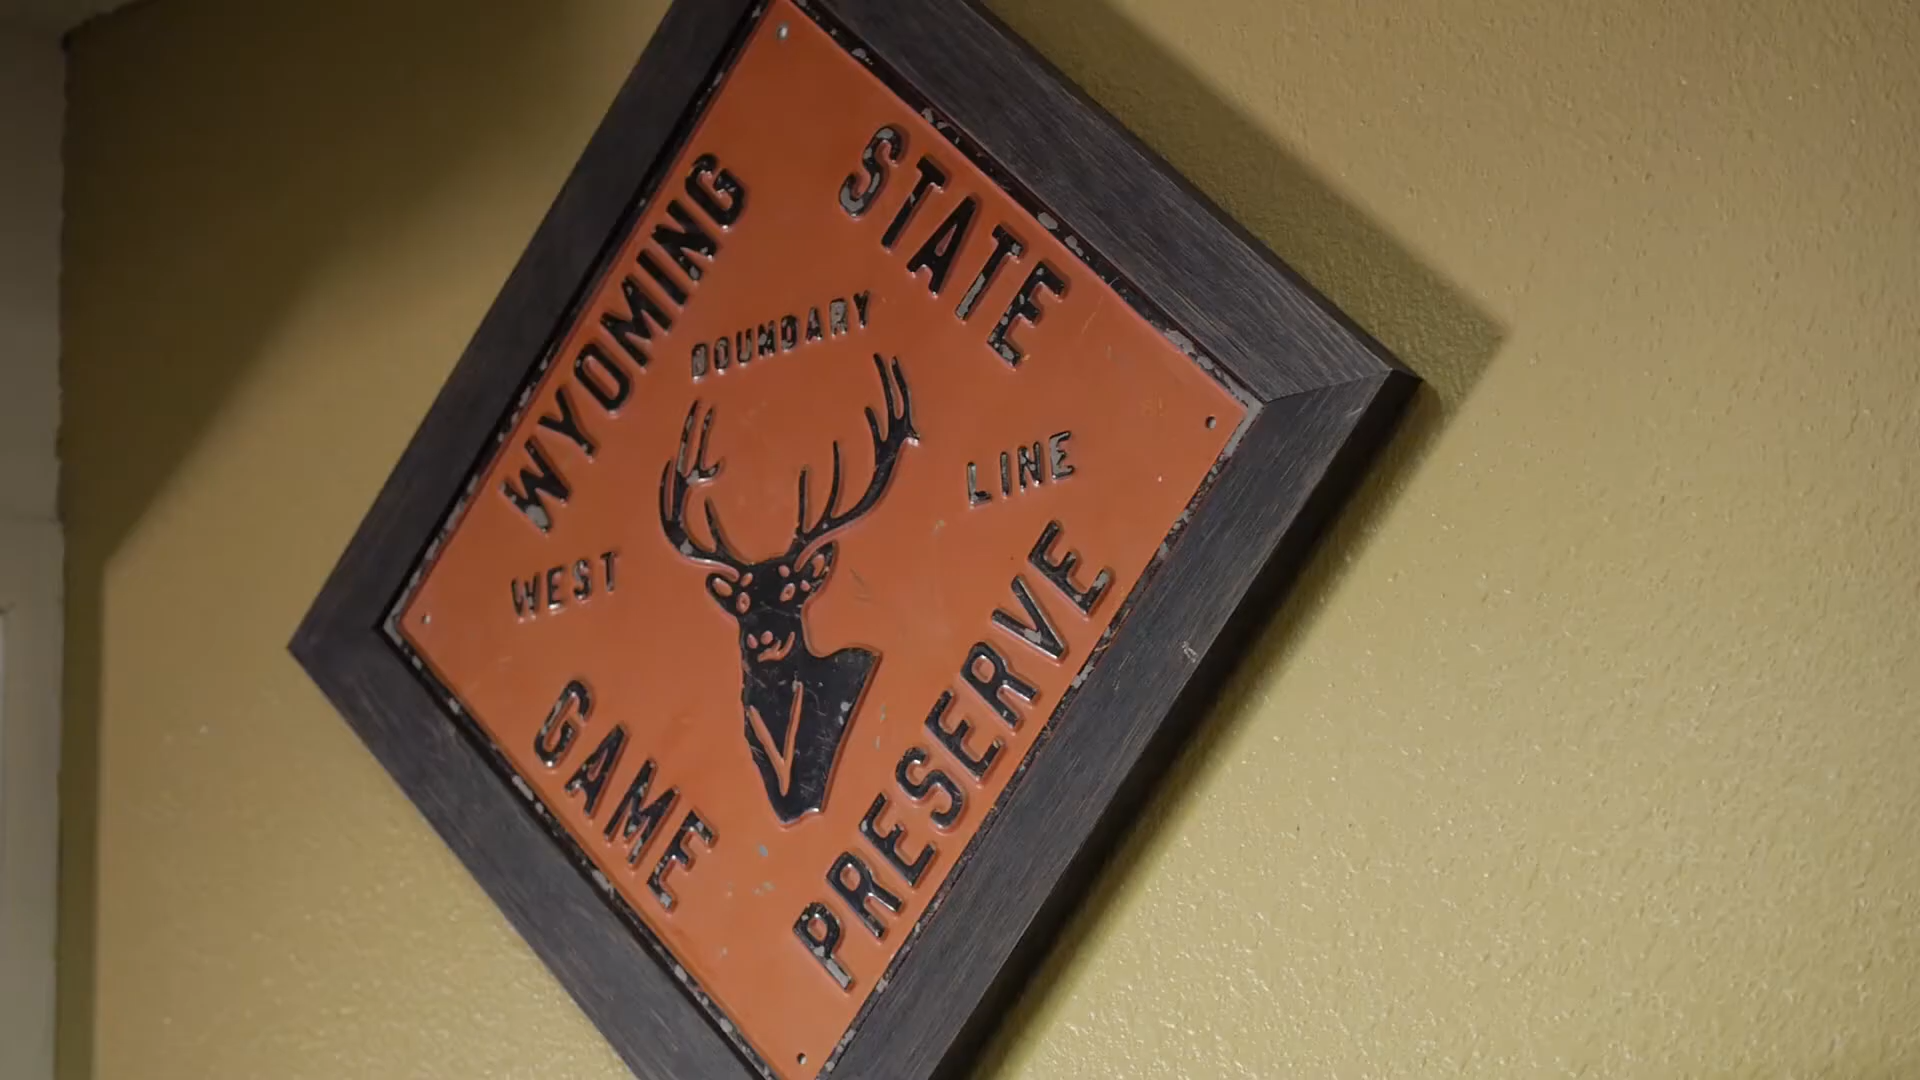 WYOMING
STATE
BOUNDARY
WEST
LINE
GAME
PRESERVE